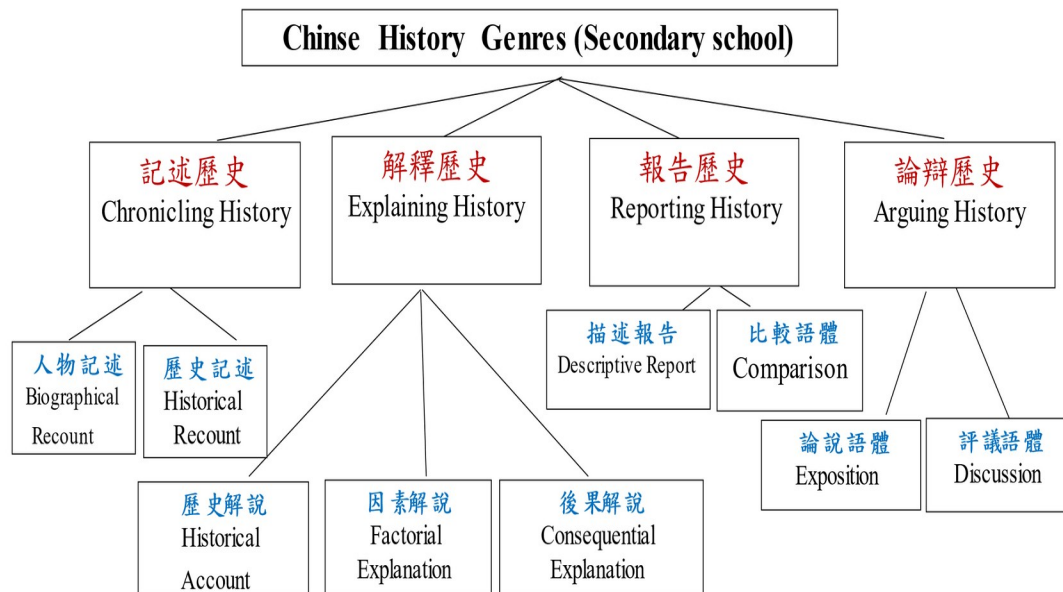 Chinse History Genres (Secondary school)
記述歷史
Chronicling History
解釋歷史
Explaining History
報告歷史
Reporting History
論辯歷史
Arguing History
人物記述
Biographical
Recount
歷史記述
Historical
Recount
描述報告
Descriptive Report
比較語體
Comparison
論說語體
Exposition
評議語體
Discussion
歷史解説
Historical
Account
因素解説
Factorial
Explanation
後果解説
Consequential
Explanation